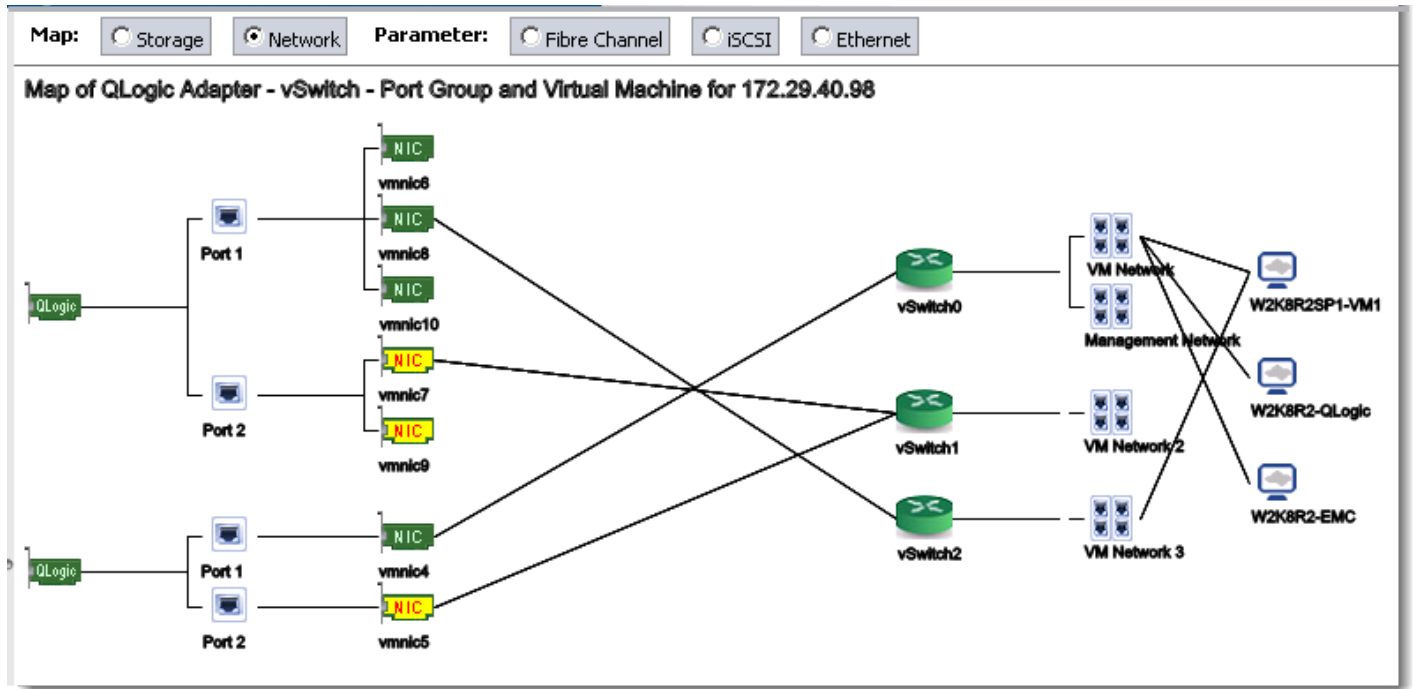 Map: Storage Network Parameter: Fibre Channel iSCSI Ethernet
Map of QLogic Adapter - vSwitch - Port Group and Virtual Machine for 172.29.40.98
NIC
vmnic6
NIC
Port 1
vmnic8
VM Network
QLogic
NIC
vSwitch0
W2K8R2SP1-VM1
vmnic10
Management Network
NIC
vmnic7
W2K8R2-QLogic
Port 2
NIC
vSwitch1
VM Network 2
vmnic9
W2K8R2-EMC
NIC
vSwitch2
VM Network 3
QLogic
Port 1
vmnic4
NIC
Port 2
vmnic5